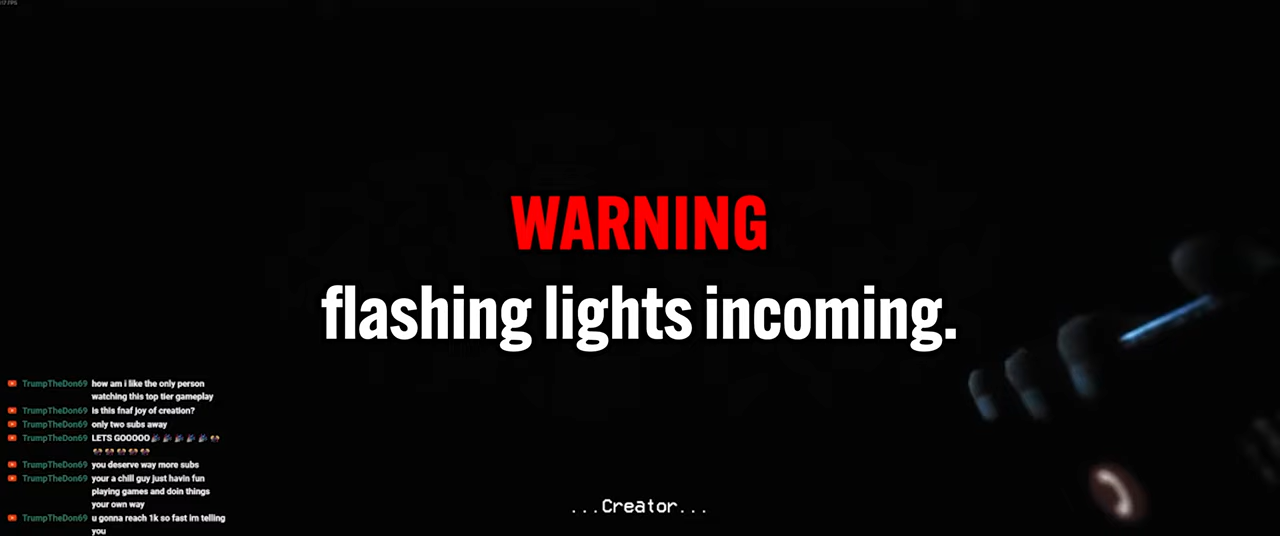 WARNING
flashing lights incoming.
TrumpTheDon69 how am i like the only person
watching this top tier gameplay
TrumpTheDon69 is this fnaf joy of creation?
TrumpTheDon69 only two subs away
TrumpTheDon69 LETS GOOOOO
TrumpTheDon69 you deserve way more subs
TrumpTheDon69 your a chill guy just havin fun
playing games and doin things
your own way
TrumpTheDon69 u gonna reach 1k so fast im telling
you
...Creator...